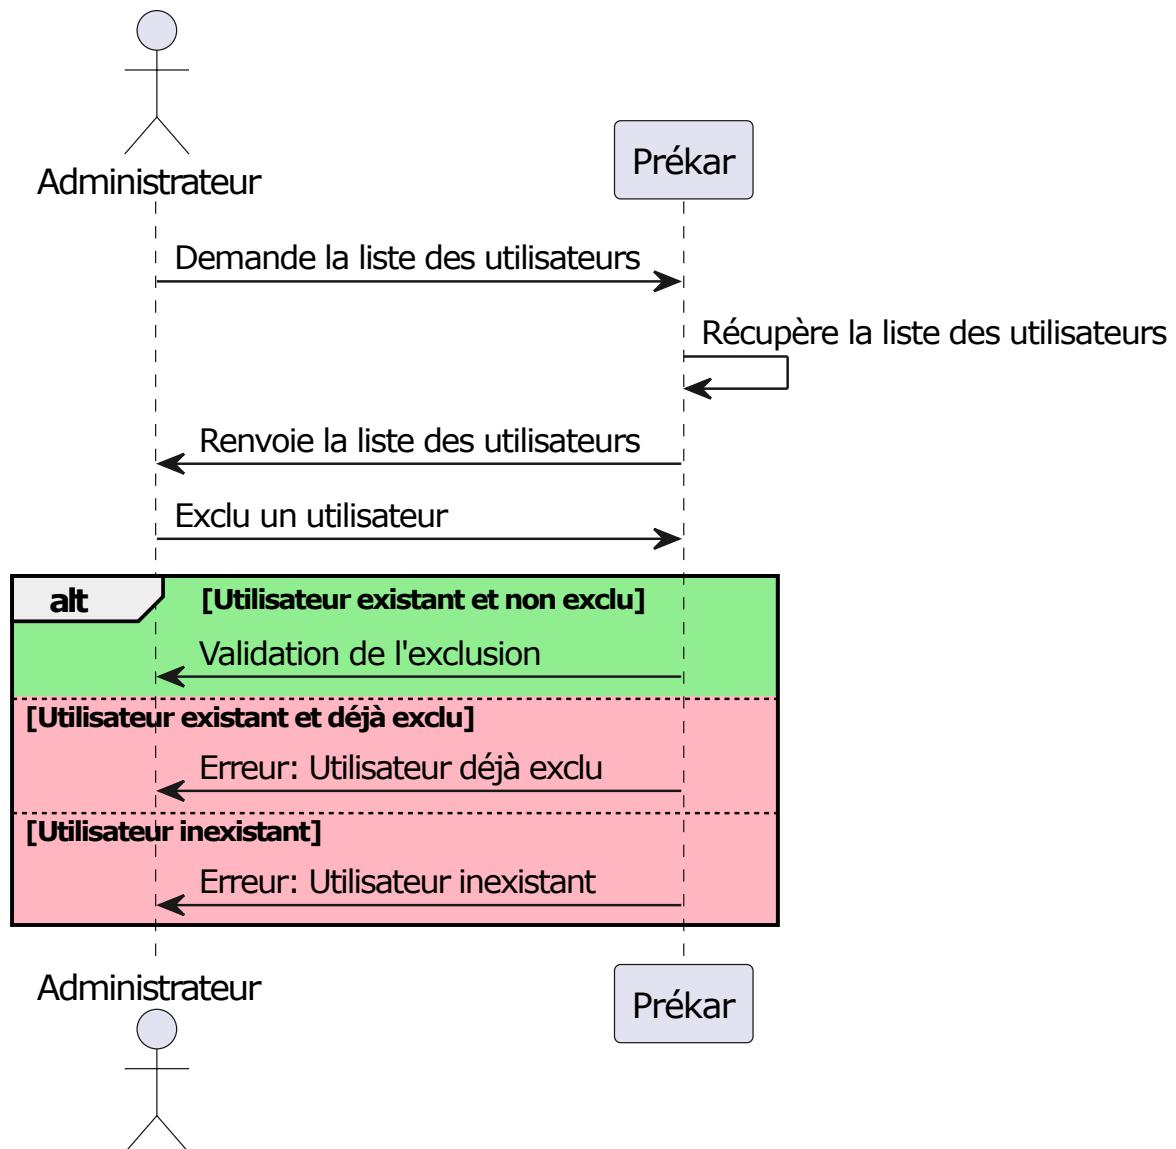 Administrateur
Prékar
Demande la liste des utilisateurs
Récupère la liste des utilisateurs
Renvoie la liste des utilisateurs
Exclu un utilisateur
alt [Utilisateur existant et non exclu]
Validation de l'exclusion
[Utilisateur existant et déjà exclu]
Erreur: Utilisateur déjà exclu
[Utilisateur inexistant]
Erreur: Utilisateur inexistant
Administrateur
Prékar